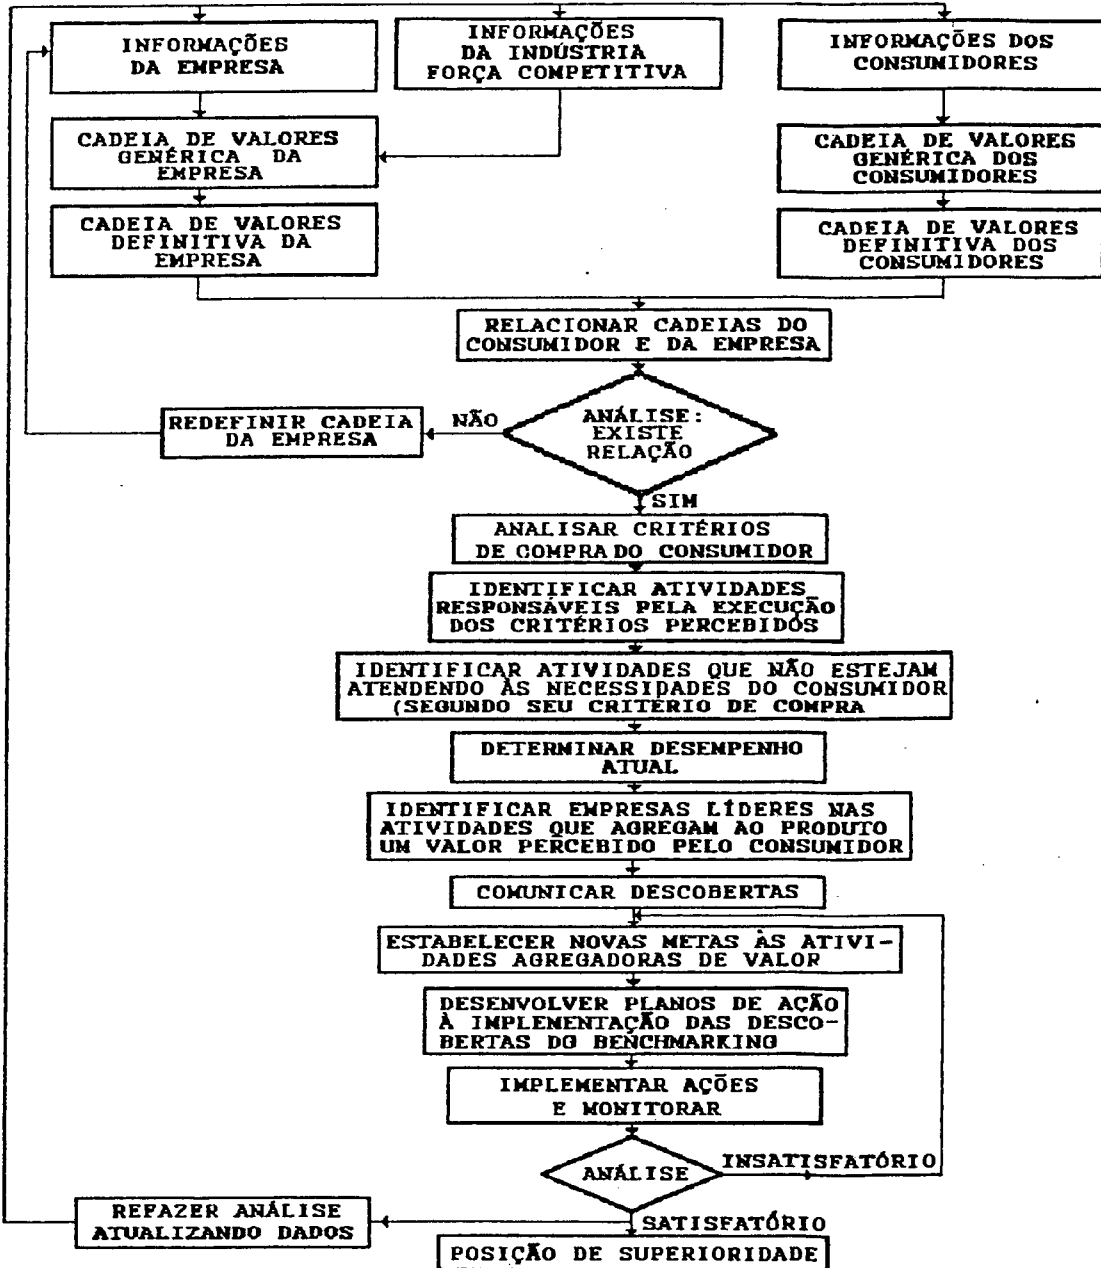 INFORMAÇÕES
DA EMPRESA
INFORMAÇÕES
DA INDÚSTRIA
FORÇA COMPETITIVA
INFORMAÇÕES DOS
CONSUMIDORES
CADEIA DE VALORES
GENÉRICA DA
EMPRESA
CADEIA DE VALORES
GENÉRICA DOS
CONSUMIDORES
CADEIA DE VALORES
DEFINITIVA DA
EMPRESA
CADEIA DE VALORES
DEFINITIVA DOS
CONSUMIDORES
RELACIONAR CADEIAS DO
CONSUMIDOR E DA EMPRESA
REDEFINIR CADEIA
DA EMPRESA
NÃO
ANÁLISE:
EXISTE
RELAÇÃO
SIM
ANALISAR CRITÉRIOS
DE COMPRA DO CONSUMIDOR
IDENTIFICAR ATIVIDADES
RESPONSÁVEIS PELA EXECUÇÃO
DOS CRITÉRIOS PERCEBIDOS
IDENTIFICAR ATIVIDADES QUE NÃO ESTEJAM
ATENDENDO ÀS NECESSIDADES DO CONSUMIDOR
(SEGUNDO SEU CRITÉRIO DE COMPRA
DETERMINAR DESEMPENHO
ATUAL
IDENTIFICAR EMPRESAS LÍDERES NAS
ATIVIDADES QUE AGREGAM AO PRODUTO
UM VALOR PERCEBIDO PELO CONSUMIDOR
COMUNICAR DESCOBERTAS
ESTABELECER NOVAS METAS ÀS ATIVI-
DADES AGREGADORAS DE VALOR
DESENVOLVER PLANOS DE AÇÃO
À IMPLEMENTAÇÃO DAS DESCO-
BERTAS DO BENCHMARKING
IMPLEMENTAR AÇÕES
E MONITORAR
ANÁLISE
INSATISFATÓRIO
REFAZER ANÁLISE
ATUALIZANDO DADOS
SATISFATÓRIO
POSIÇÃO DE SUPERIORIDADE